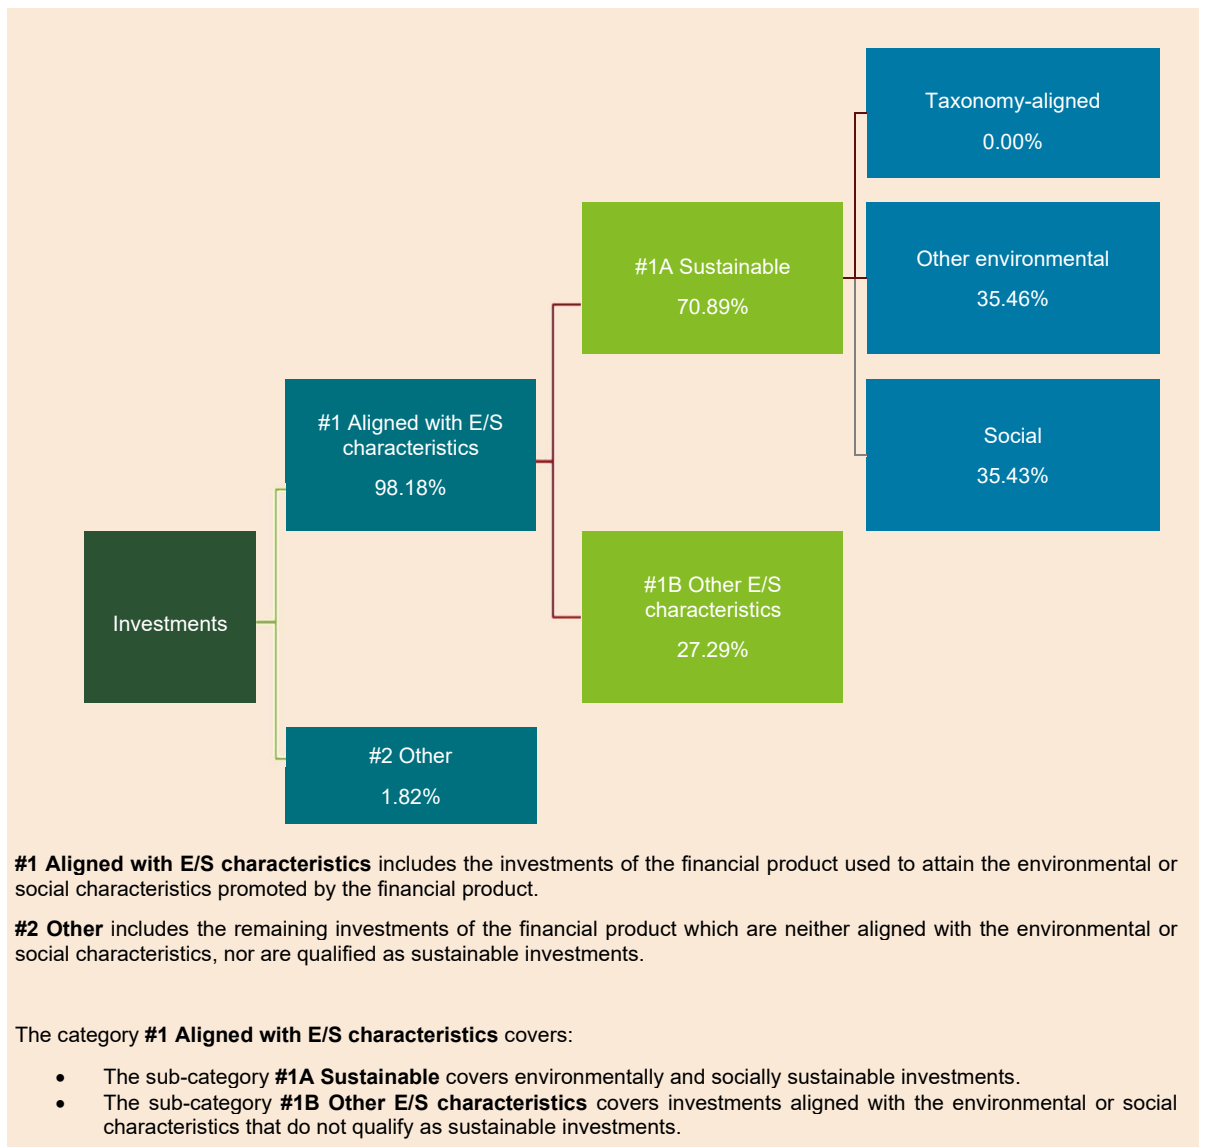 Taxonomy-aligned
0.00%
#1A Sustainable
70.89%
Other environmental
35.46%
#1 Aligned with E/S
characteristics
98.18%
Social
35.43%
Investments
#1B Other E/S
characteristics
27.29%
#2 Other
1.82%
#1 Aligned with E/S characteristics includes the investments of the financial product used to attain the environmental or
social characteristics promoted by the financial product.
#2 Other includes the remaining investments of the financial product which are neither aligned with the environmental or
social characteristics, nor are qualified as sustainable investments.
The category #1 Aligned with E/S characteristics covers:
• The sub-category #1A Sustainable covers environmentally and socially sustainable investments.
• The sub-category #1B Other E/S characteristics covers investments aligned with the environmental or social
characteristics that do not qualify as sustainable investments.